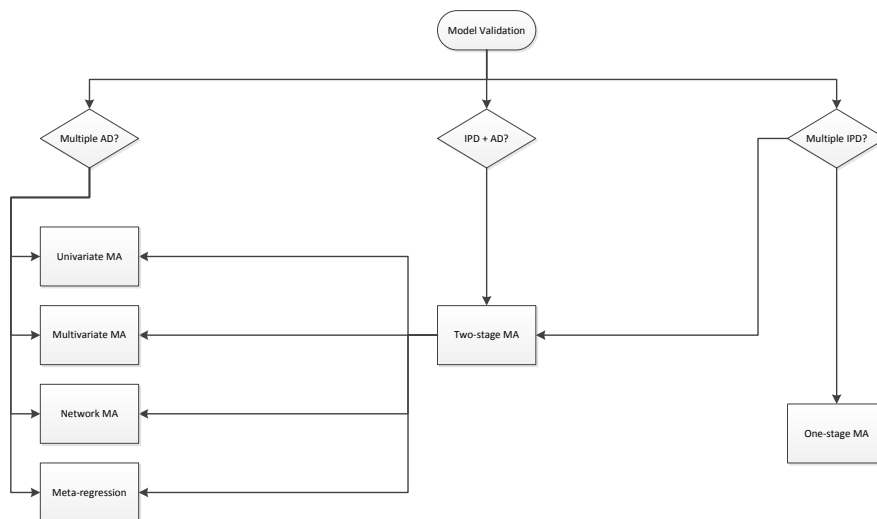 Model Validation
Multiple AD?
IPD + AD?
Multiple IPD?
Univariate MA
Multivariate MA
Two-stage MA
Network MA
One-stage MA
Meta-regression